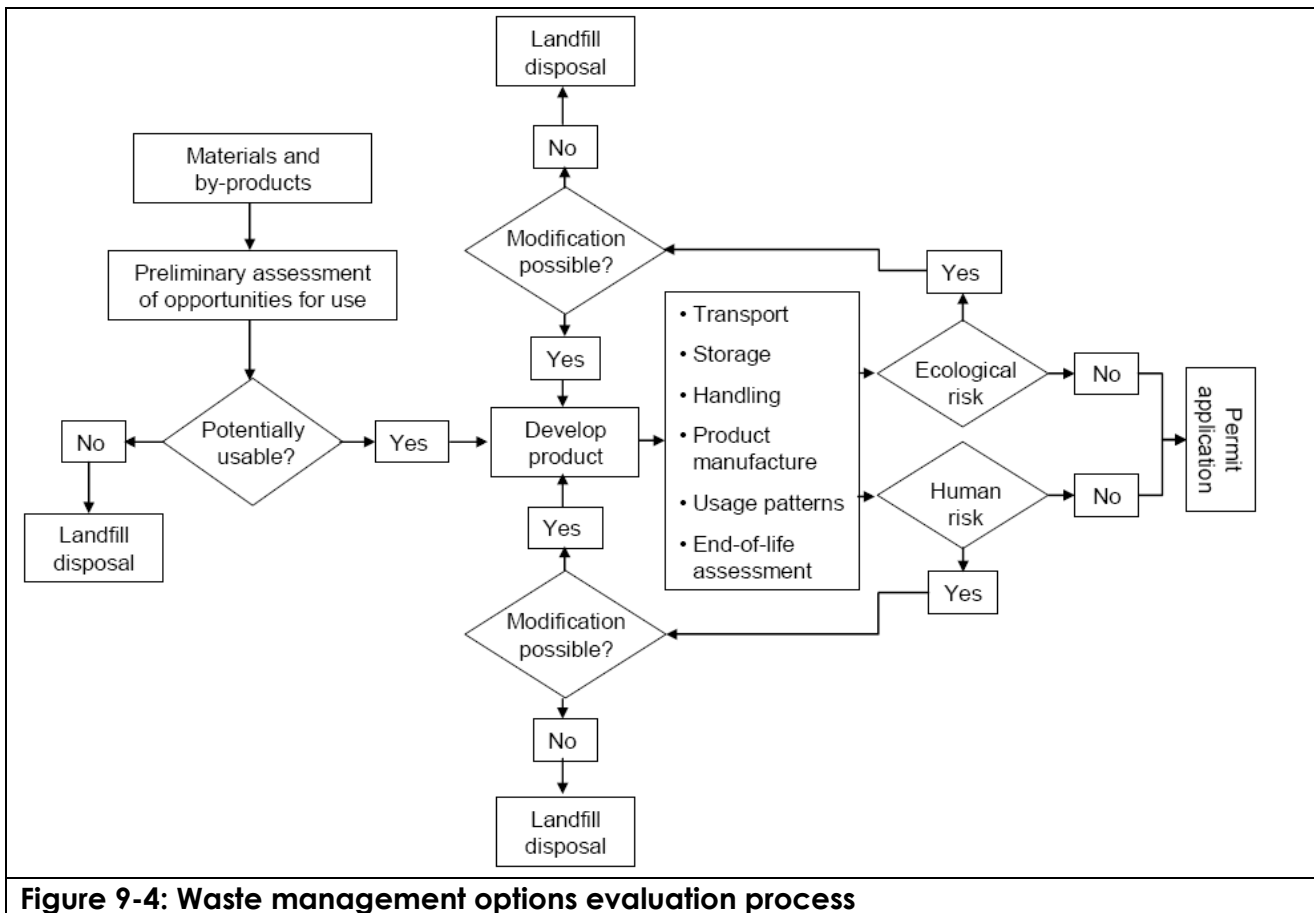 Landfill
disposal
No
Materials and
by-products
Modification
possible?
Preliminary assessment
of opportunities for use
Yes
• Transport
• Storage
• Handling
• Product
manufacture
• Usage patterns
• End-of-life
assessment
Yes
Ecological
risk
No
Permit
application
No
Potentially
usable?
Yes
Develop
product
Human
risk
No
Landfill
disposal
Yes
Yes
Modification
possible?
No
Landfill
disposal
Figure 9-4: Waste management options evaluation process